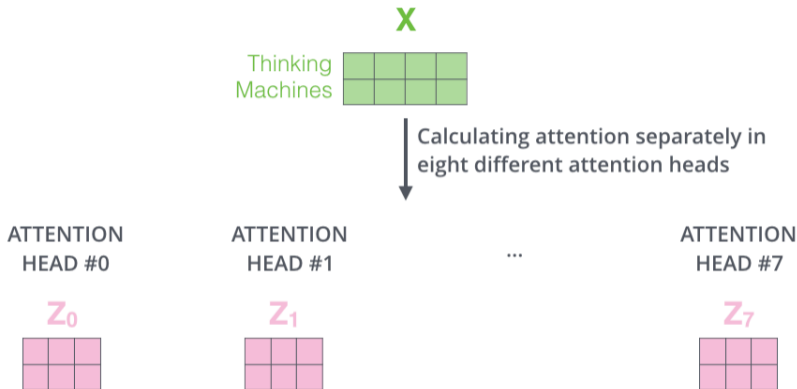 X
Thinking
Machines
Calculating attention separately in
eight different attention heads
ATTENTION
HEAD #0
ATTENTION
HEAD #1
...
ATTENTION
HEAD #7
Z0
Z1
Z7